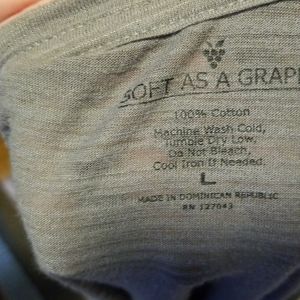 SOFT AS A GRAPE
100% Cotton
Machine Wash Cold,
Tumble Dry Low,
Do Not Bleach,
Cool Iron If Needed.
L
MADE IN DOMINICAN REPUBLIC
RN 127043